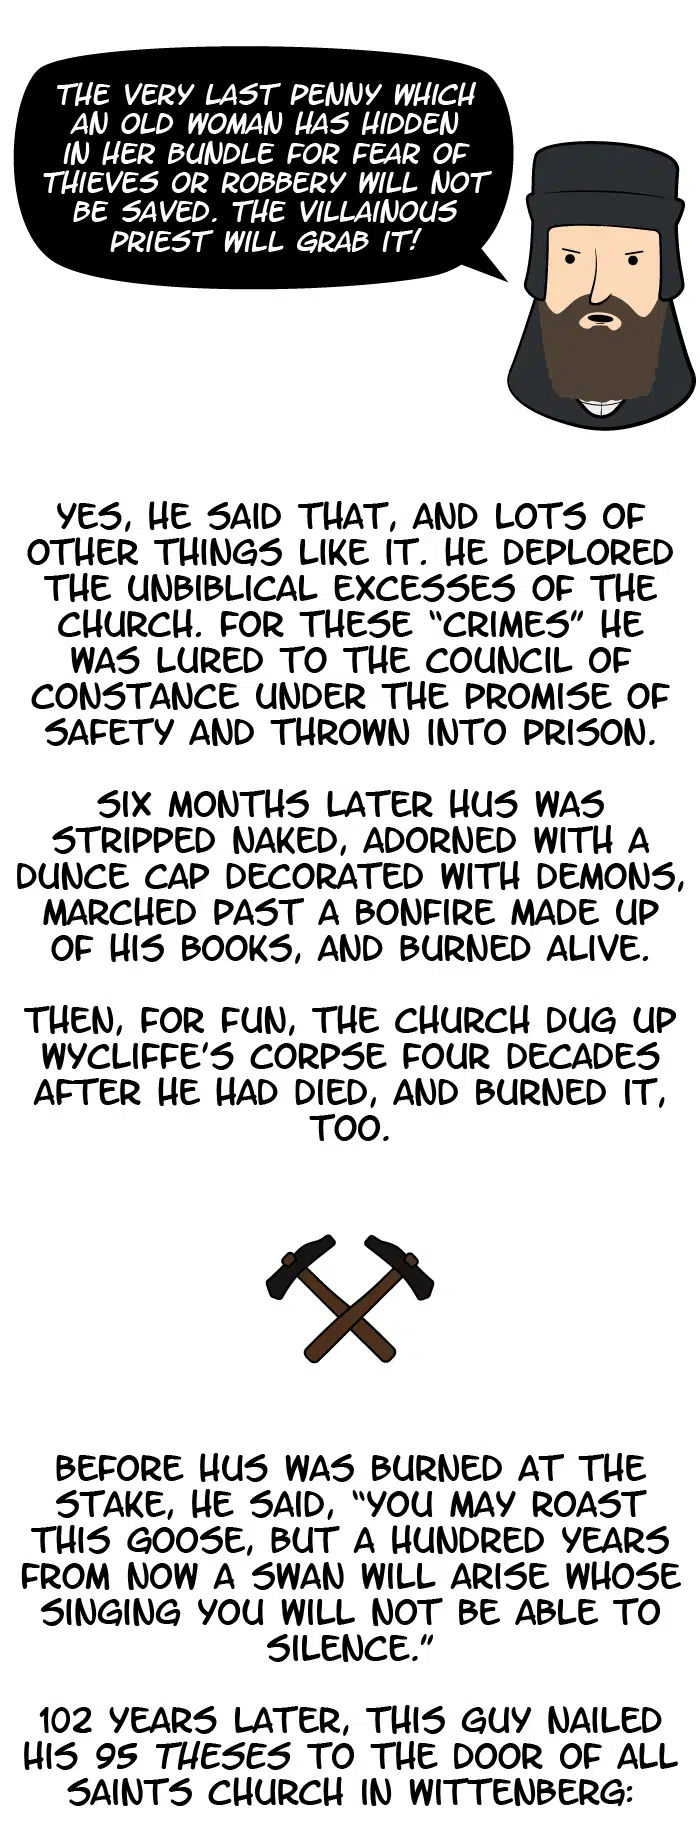 THE VERY LAST PENNY WHICH
AN OLD WOMAN HAS HIDDEN
IN HER BUNDLE FOR FEAR OF
THIEVES OR ROBBERY WILL NOT
BE SAVED. THE VILLAINOUS
PRIEST WILL GRAB IT!
YES, HE SAID THAT, AND LOTS OF
OTHER THINGS LIKE IT. HE DEPLORED
THE UNBIBLICAL EXCESSES OF THE
CHURCH. FOR THESE “CRIMES” HE
WAS LURED TO THE COUNCIL OF
CONSTANCE UNDER THE PROMISE OF
SAFETY AND THROWN INTO PRISON.
SIX MONTHS LATER HUS WAS
STRIPPED NAKED, ADORNED WITH A
DUNCE CAP DECORATED WITH DEMONS,
MARCHED PAST A BONFIRE MADE UP
OF HIS BOOKS, AND BURNED ALIVE.
THEN, FOR FUN, THE CHURCH DUG UP
WYCLIFFE'S CORPSE FOUR DECADES
AFTER HE HAD DIED, AND BURNED IT,
TOO.
BEFORE HUS WAS BURNED AT THE
STAKE, HE SAID, “YOU MAY ROAST
THIS GOOSE, BUT A HUNDRED YEARS
FROM NOW A SWAN WILL ARISE WHOSE
SINGING YOU WILL NOT BE ABLE TO
SILENCE.”
102 YEARS LATER, THIS GUY NAILED
HIS 95 THESES TO THE DOOR OF ALL
SAINTS CHURCH IN WITTENBERG: